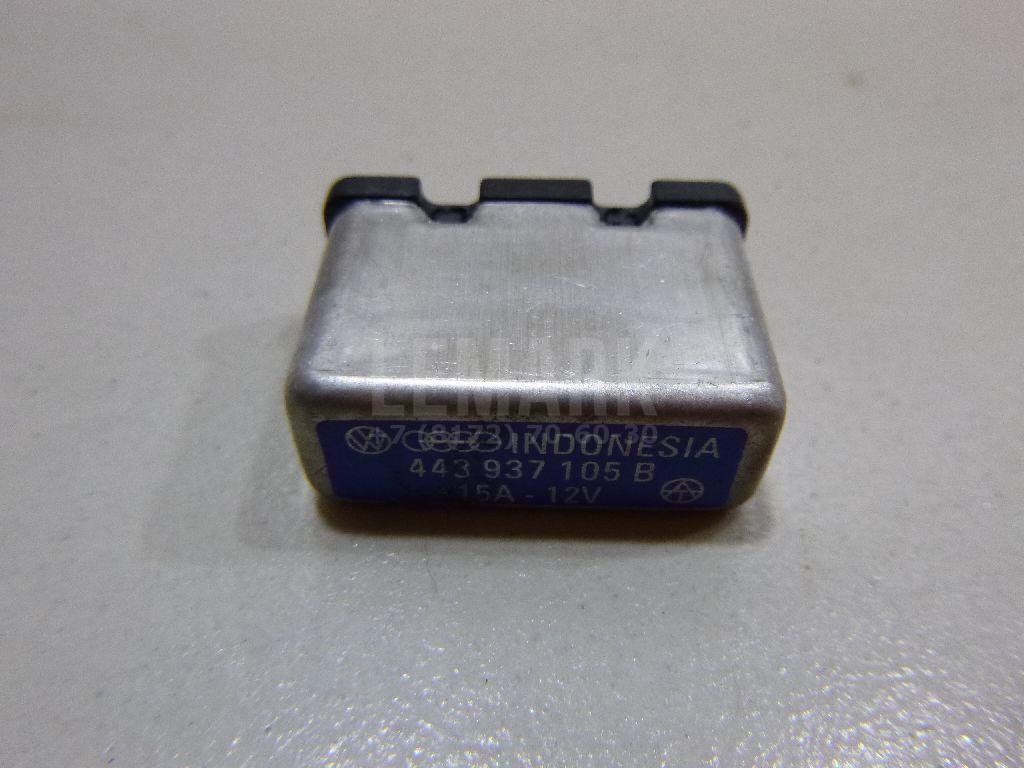 LEMARK
+7 (8172) 70-60-30
INDONESIA
443 937 105 B
15A - 12V